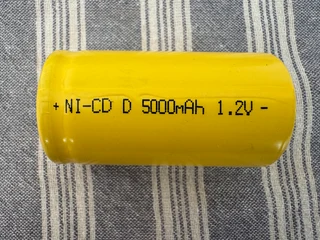 + NI-CD D 5000mAh 1.2V -